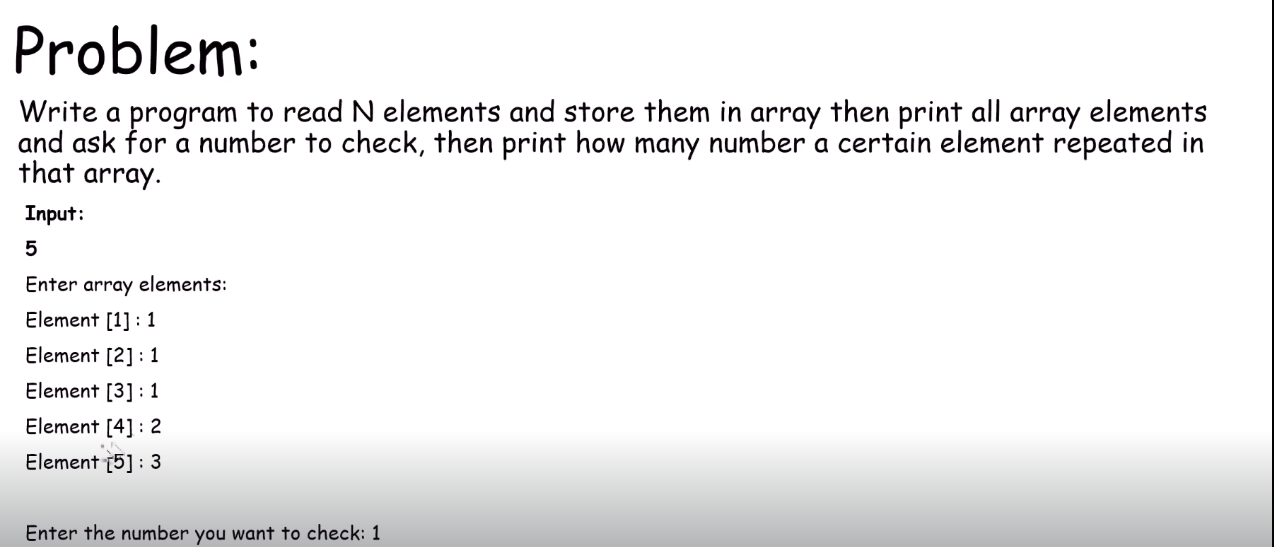 Problem:
Write a program to read N elements and store them in array then print all array elements
and ask for a number to check, then print how many number a certain element repeated in
that array.
Input:
5
Enter array elements:
Element [1] : 1
Element [2] : 1
Element [3] : 1
Element [4] : 2
Element [5] : 3
Enter the number you want to check: 1